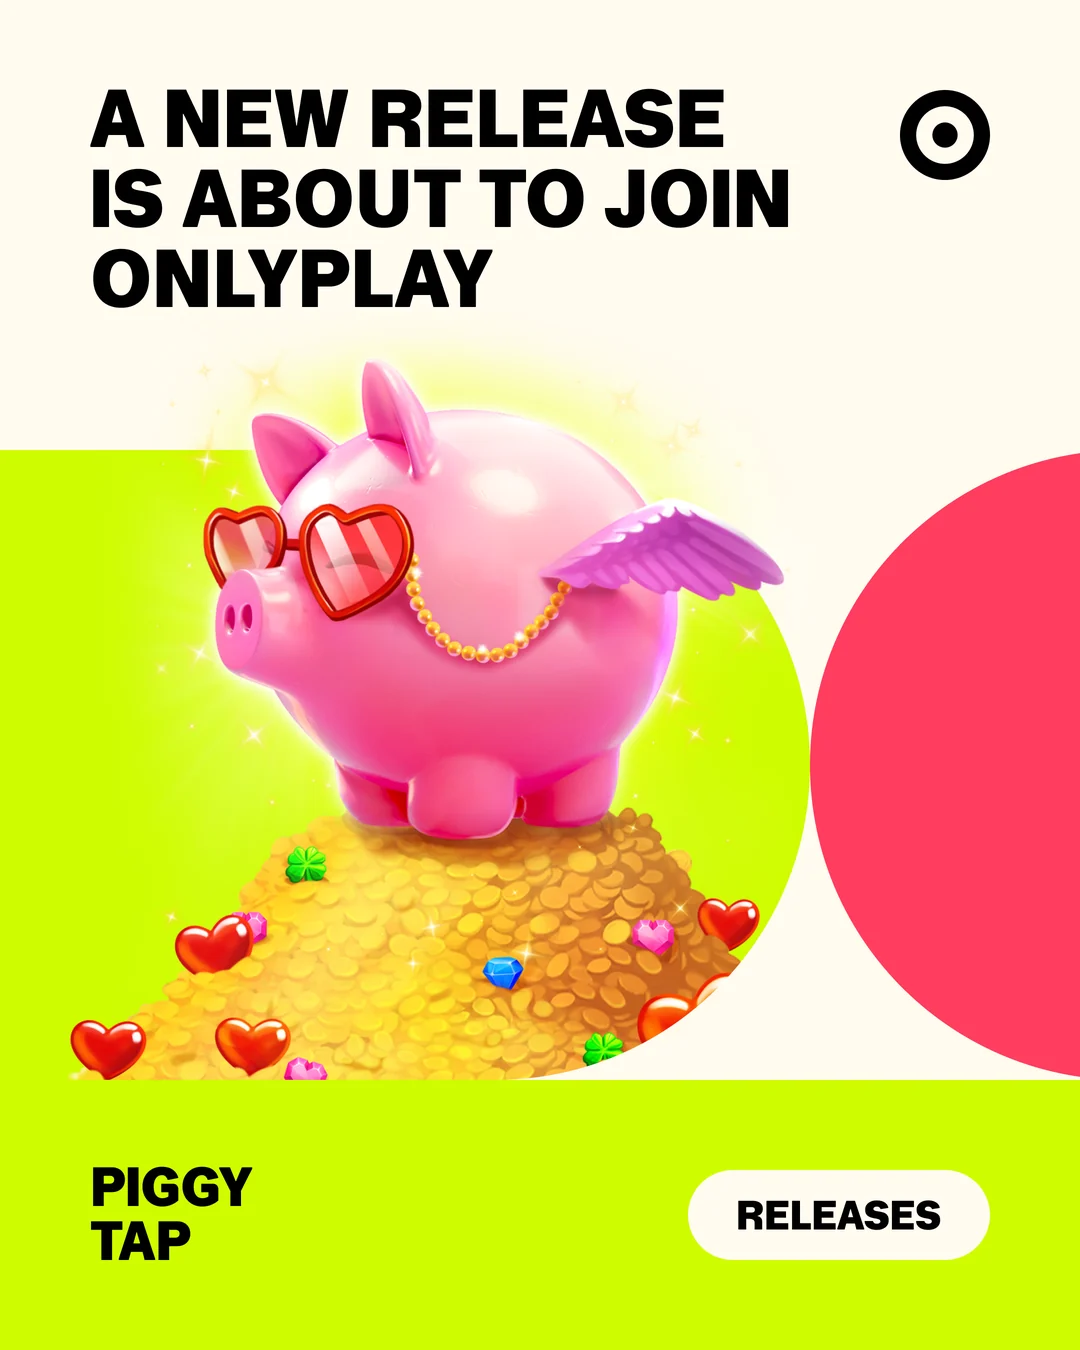 A NEW RELEASE
IS ABOUT TO JOIN
ONLYPLAY
PIGGY
TAP
RELEASES